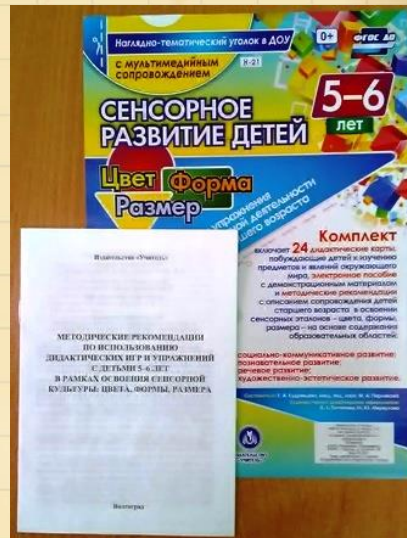 Наглядно-тематический уголок в ДОУ
0+
ФГОС ДО
с мультимедийным
сопровождением
Н-21
5–6
лет
СЕНСОРНОЕ
РАЗВИТИЕ ДЕТЕЙ
Цвет Форма
Размер
упражнения
деятельности
возраста
Комплект
включает 24 дидактические карты,
побуждающие детей к изучению
предметов и явлений окружающего
мира, электронное пособие
с демонстрационным материалом
и методические рекомендации
с описанием сопровождения детей
старшего возраста в освоении
сенсорных эталонов – цвета, формы,
размера – на основе содержания
образовательных областей:
социально-коммуникативное развитие;
познавательное развитие;
речевое развитие;
художественно-эстетическое развитие.
Издательство «Учитель»
МЕТОДИЧЕСКИЕ РЕКОМЕНДАЦИИ
ПО ИСПОЛЬЗОВАНИЮ
ДИДАКТИЧЕСКИХ ИГР И УПРАЖНЕНИЙ
С ДЕТЬМИ 5–6 ЛЕТ
В РАМКАХ ОСВОЕНИЯ СЕНСОРНОЙ
КУЛЬТУРЫ: ЦВЕТА, ФОРМЫ, РАЗМЕРА
Волгоград